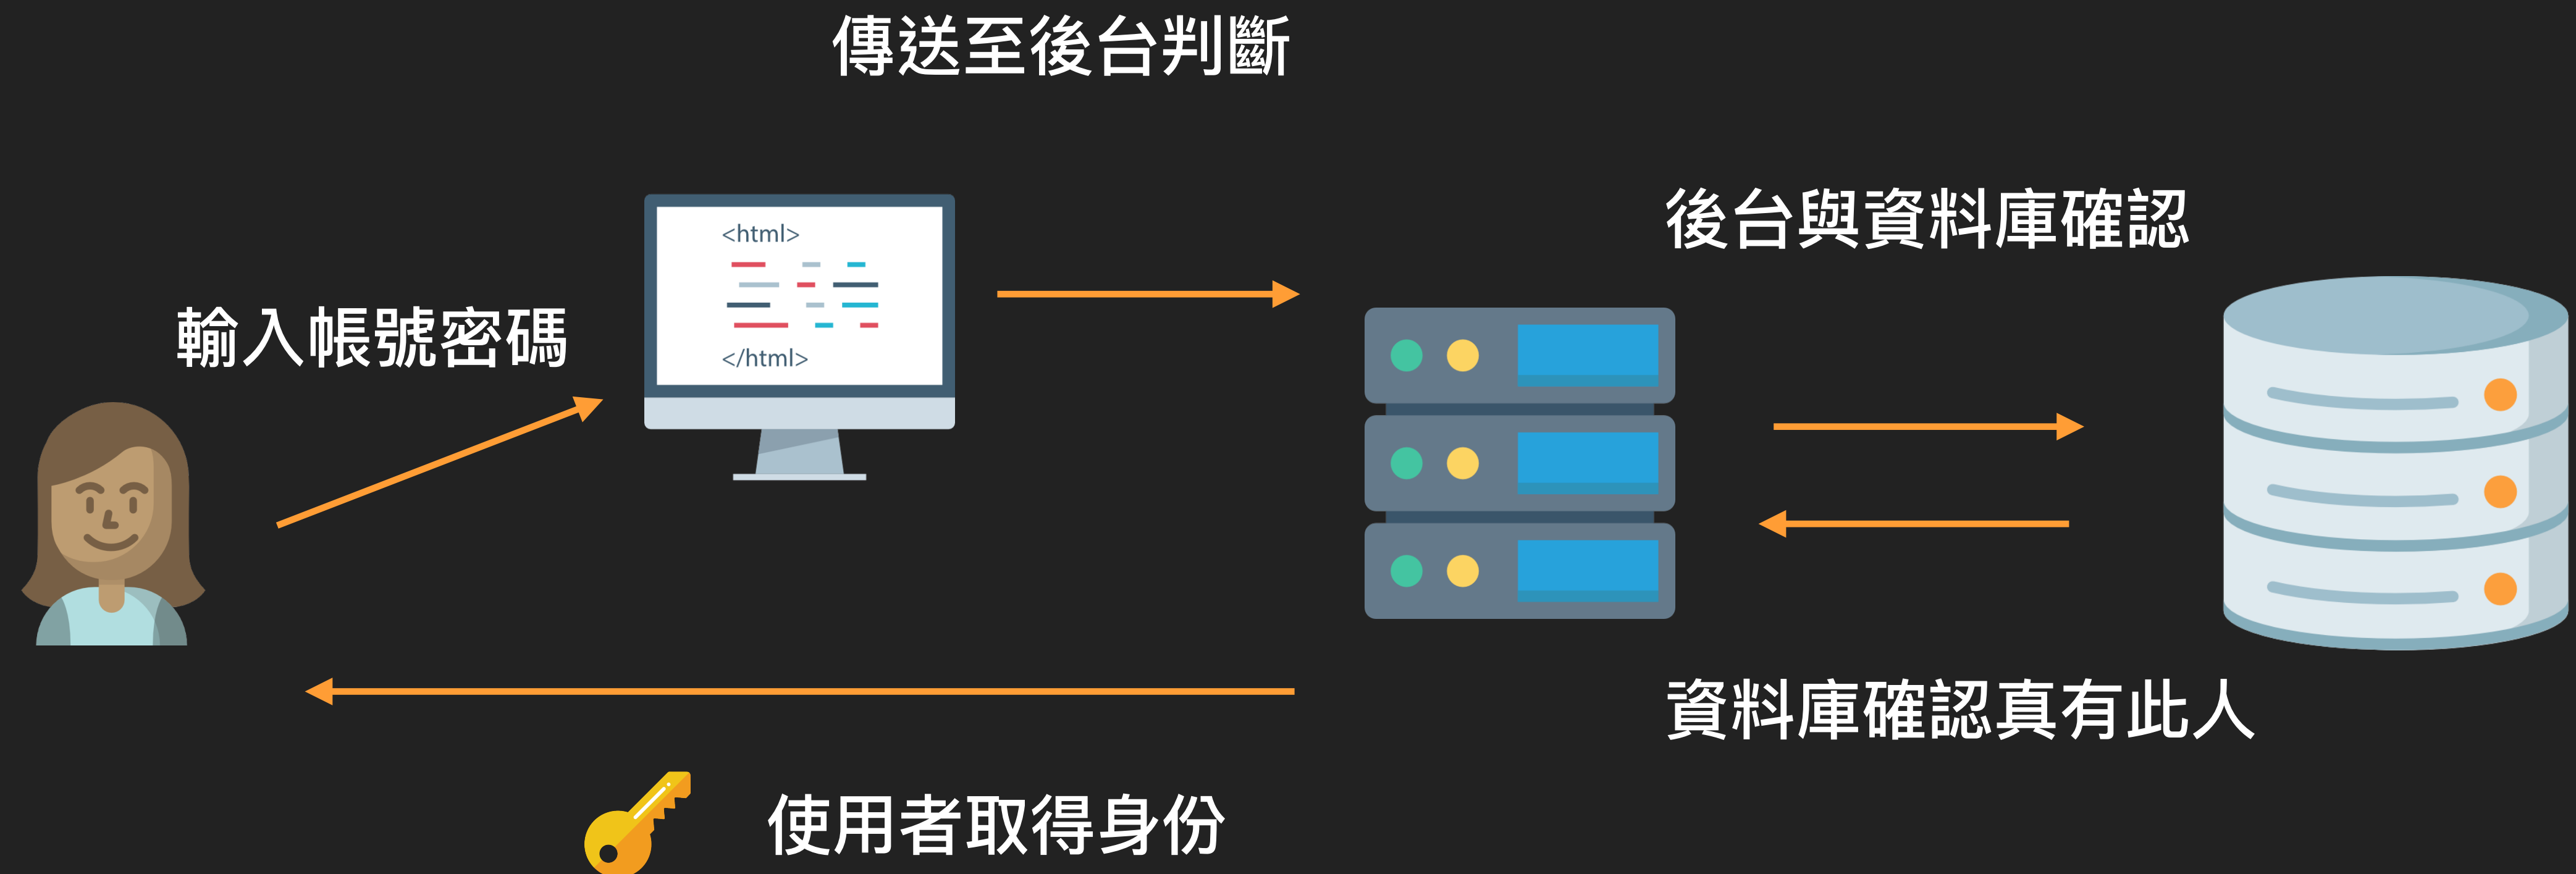 傳送至後台判斷
後台與資料庫確認
輸入帳號密碼
<html>
</html>
資料庫確認真有此人
使用者取得身份